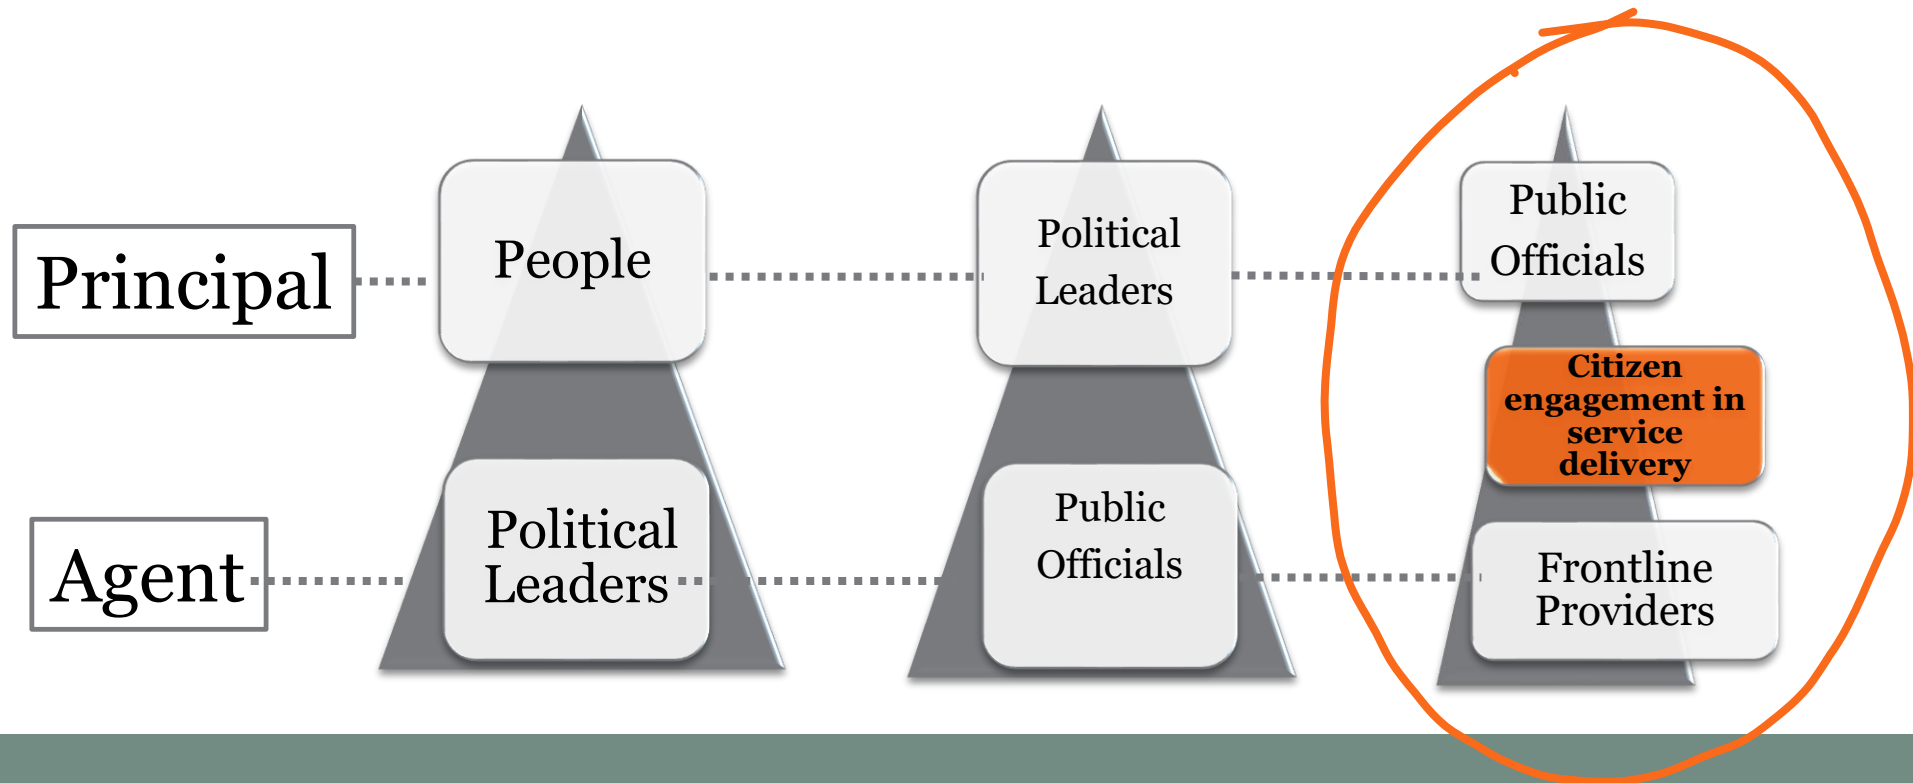 Principal
People
Political
Leaders
Public
Officials
Citizen
engagement in
service
delivery
Agent
Political
Leaders
Public
Officials
Frontline
Providers